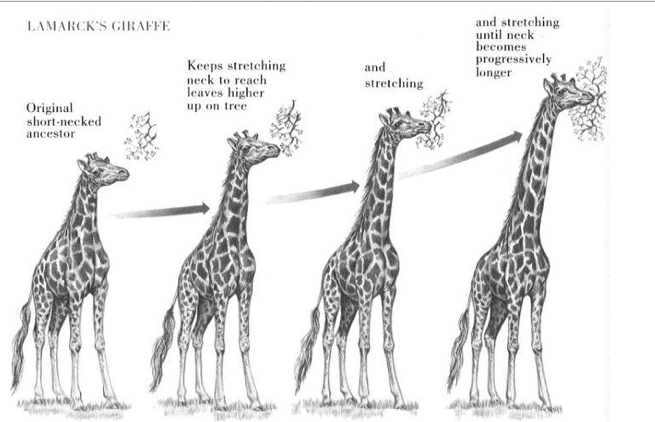 LAMARCK'S GIRAFFE
Original
short-necked
ancestor
Keeps stretching
neck to reach
leaves higher
up on tree
and
stretching
and stretching
until neck
becomes
progressively
longer